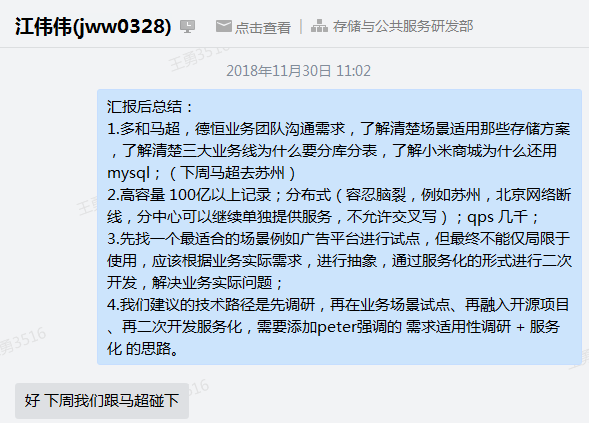 江伟伟(jww0328) 点击查看 | 存储与公共服务研发部
2018年11月30日 11:02
汇报后总结：
1.多和马超，德恒业务团队沟通需求，了解清楚场景适用那些存储方案
，了解清楚三大业务线为什么要分库分表，了解小米商城为什么还用
mysql；（下周马超去苏州）
2.高容量 100亿以上记录；分布式（容忍脑裂，例如苏州，北京网络断
线，分中心可以继续单独提供服务，不允许交叉写）；qps 几千；
3.先找一个最适合的场景例如广告平台进行试点，但最终不能仅局限于
使用，应该根据业务实际需求，进行抽象，通过服务化的形式进行二次
开发，解决业务实际问题；
4.我们建议的技术路径是先调研，再在业务场景试点、再融入开源项目
、再二次开发服务化，需要添加peter强调的 需求适用性调研 + 服务
化 的思路。
好 下周我们跟马超碰下